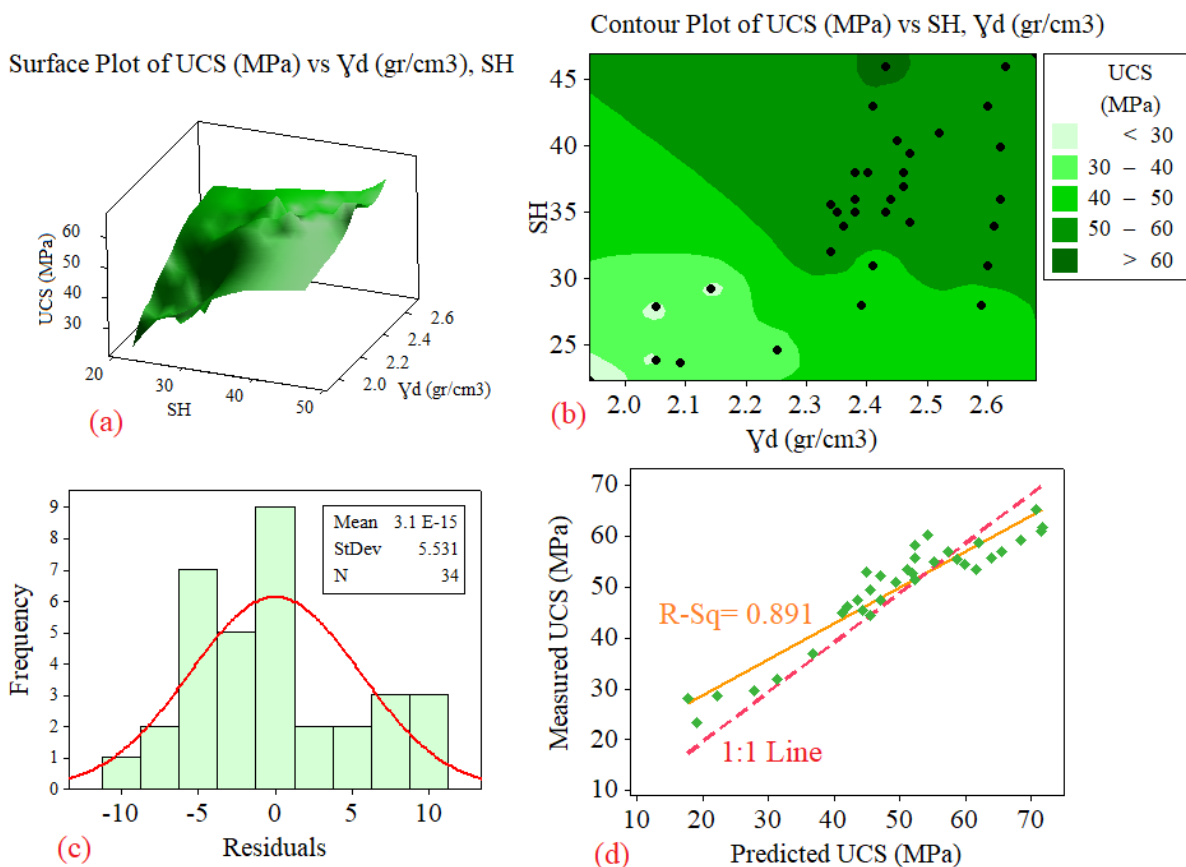 Surface Plot of UCS (MPa) vs Ɣd (gr/cm3), SH
UCS (MPa)
60
50
40
30
20
30
40
50
SH
2.0
2.2
2.4
2.6
Ɣd (gr/cm3)
(a)
Contour Plot of UCS (MPa) vs SH, Ɣd (gr/cm3)
SH
45
40
35
30
25
2.0 2.1 2.2 2.3 2.4 2.5 2.6
Ɣd (gr/cm3)
UCS
(MPa)
< 30
30 – 40
40 – 50
50 – 60
> 60
(b)
Frequency
9
8
7
6
5
4
3
2
1
0
-10 -5 0 5 10
Residuals
Mean 3.1 E-15
StDev 5.531
N 34
(c)
Measured UCS (MPa)
70
60
50
40
30
20
10
10 20 30 40 50 60 70
Predicted UCS (MPa)
R-Sq= 0.891
1:1 Line
(d)